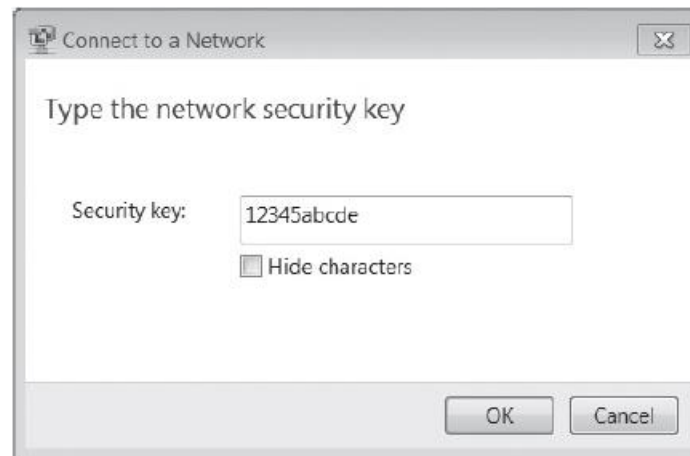 Connect to a Network
Type the network security key
Security key: 12345abcde
Hide characters
OK Cancel